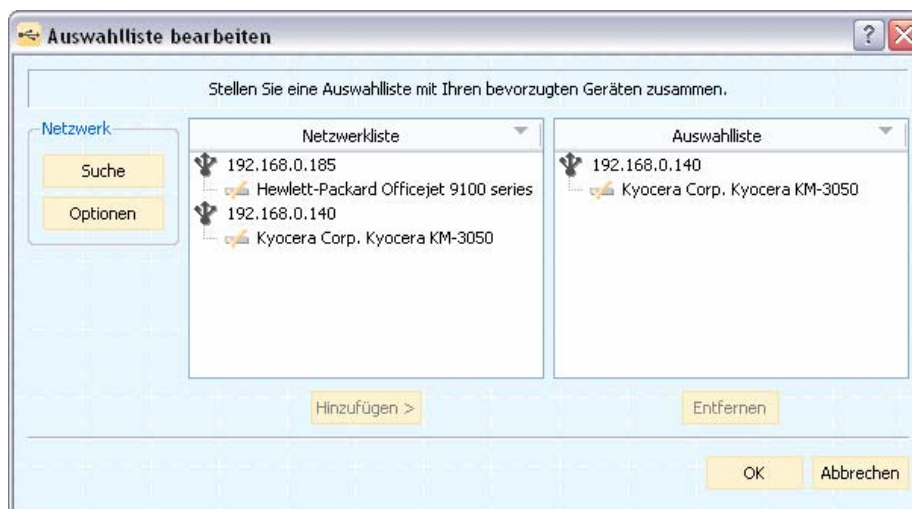 Auswahlliste bearbeiten
?
Stellen Sie eine Auswahlliste mit Ihren bevorzugten Geräten zusammen.
Netzwerk
Suche
Optionen
Netzwerkliste
192.168.0.185
Hewlett-Packard Officejet 9100 series
192.168.0.140
Kyocera Corp. Kyocera KM-3050
Hinzufügen >
Auswahlliste
192.168.0.140
Kyocera Corp. Kyocera KM-3050
Entfernen
OK
Abbrechen